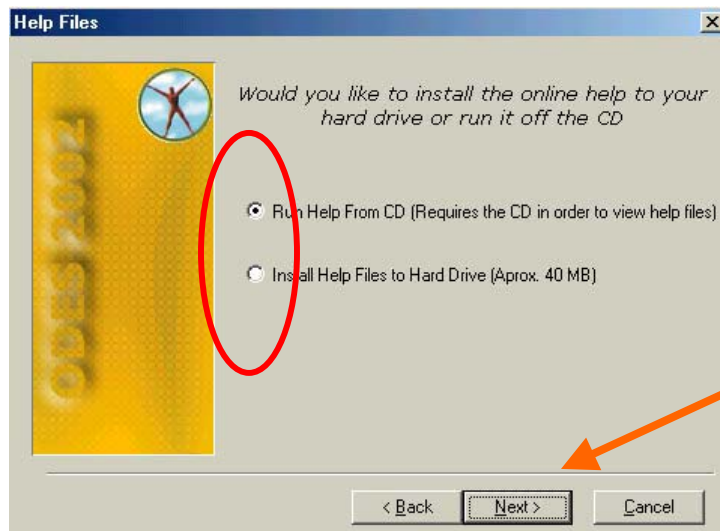 Help Files
ODES 2002
Would you like to install the online help to your
hard drive or run it off the CD
Run Help From CD (Requires the CD in order to view help files)
Install Help Files to Hard Drive (Aprox. 40 MB)
< Back
Next >
Cancel